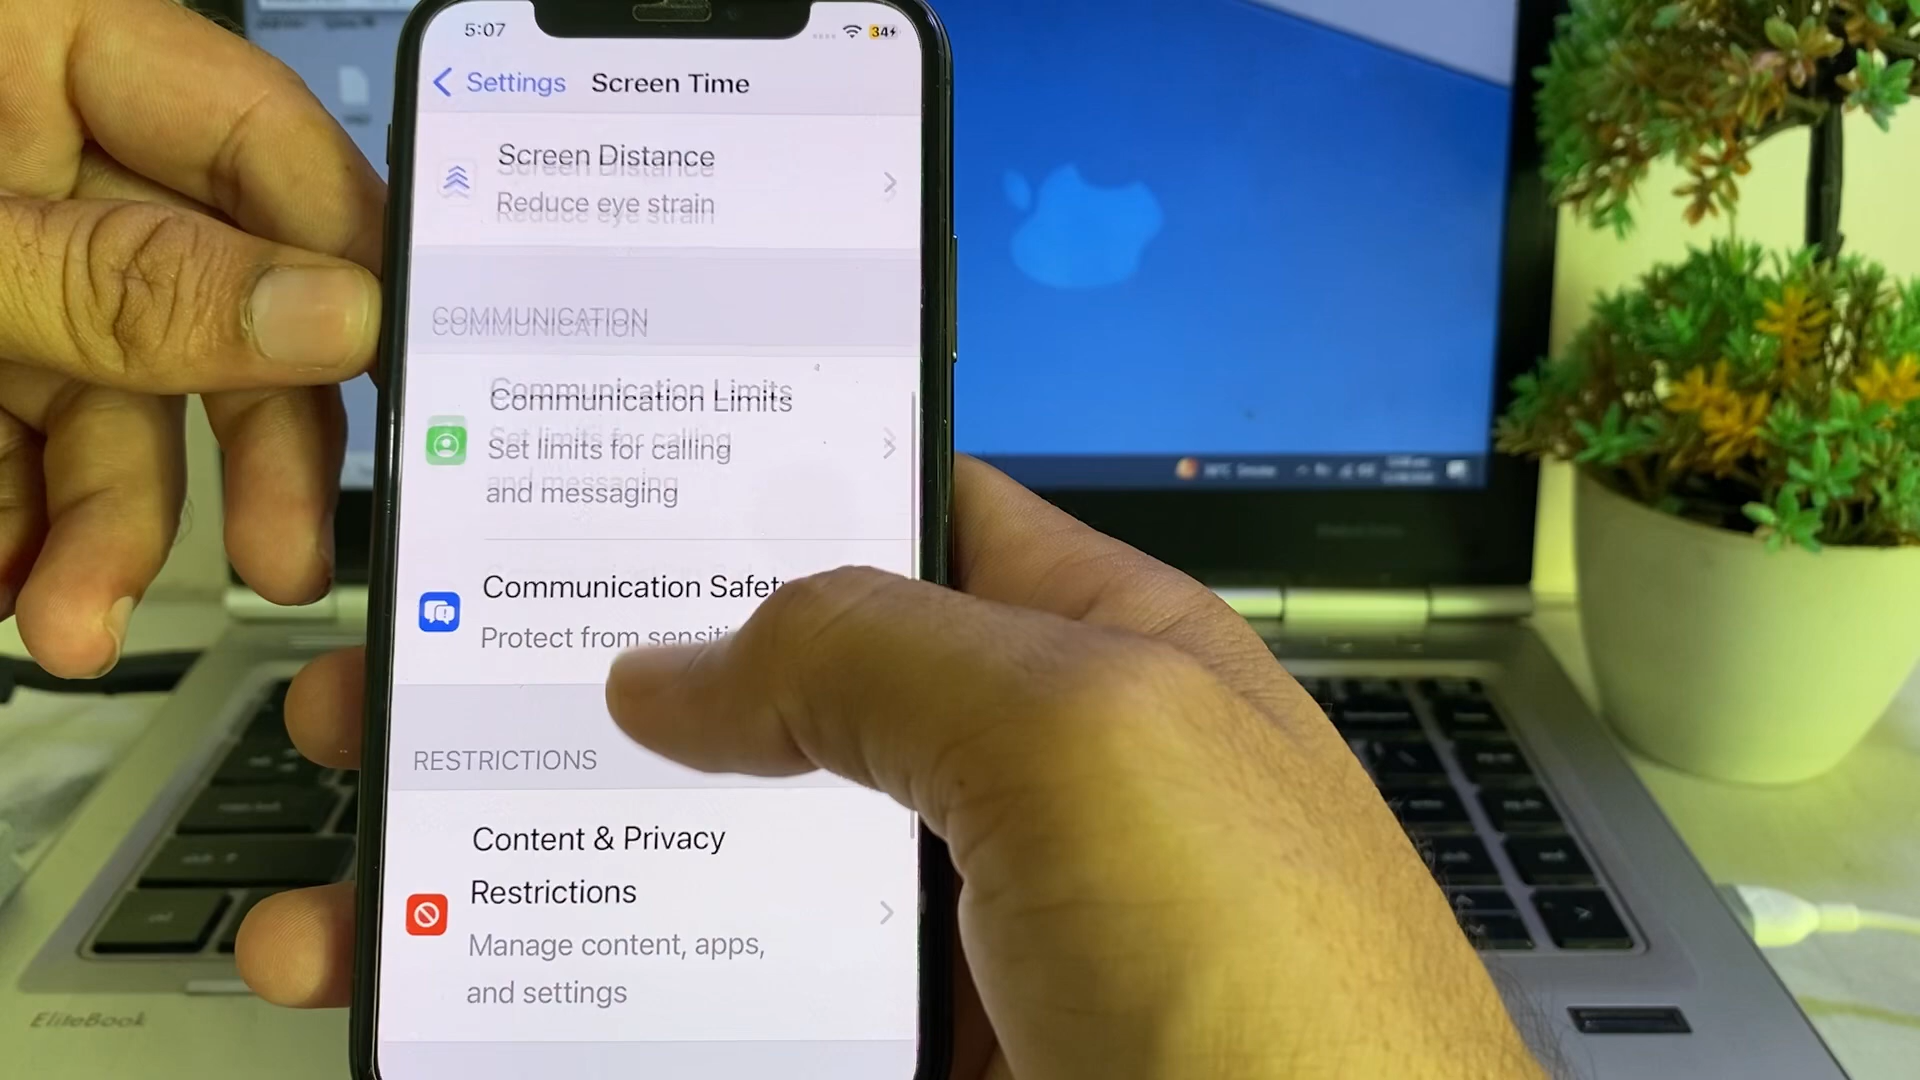 5:07
34
Settings
Screen Time
Screen Distance
Reduce eye strain
COMMUNICATION
Communication Limits
Set limits for calling
and messaging
Communication Safety
Protect from sensiti
RESTRICTIONS
Content & Privacy
Restrictions
Manage content, apps,
and settings
EliteBook